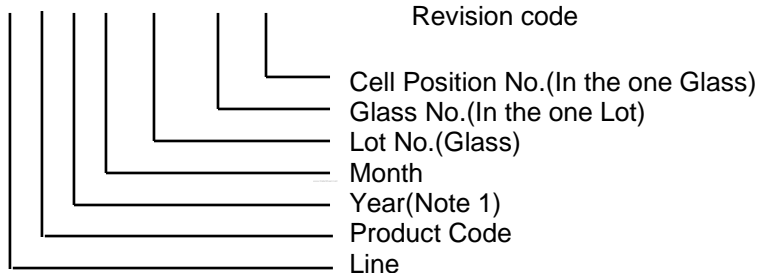 Revision code
Cell Position No.(In the one Glass)
Glass No.(In the one Lot)
Lot No.(Glass)
Month
Year(Note 1)
Product Code
Line